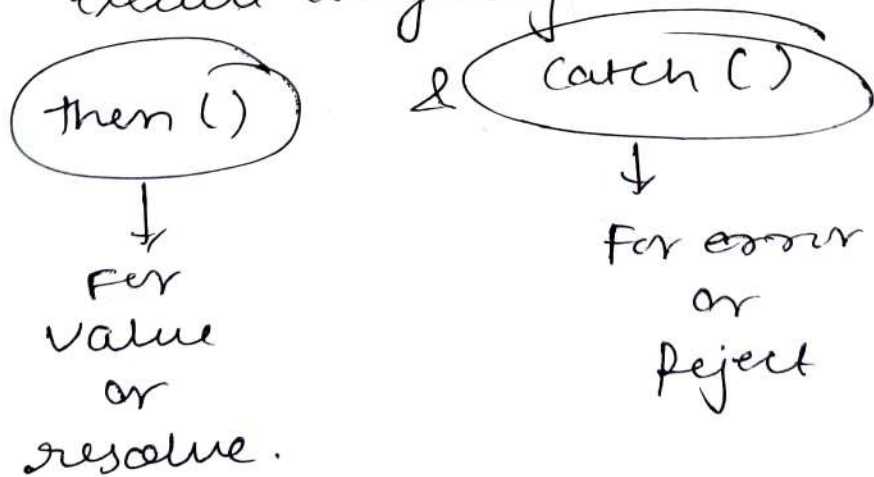 then () & catch ()
For
value
or
resolve.
For error
or
Reject